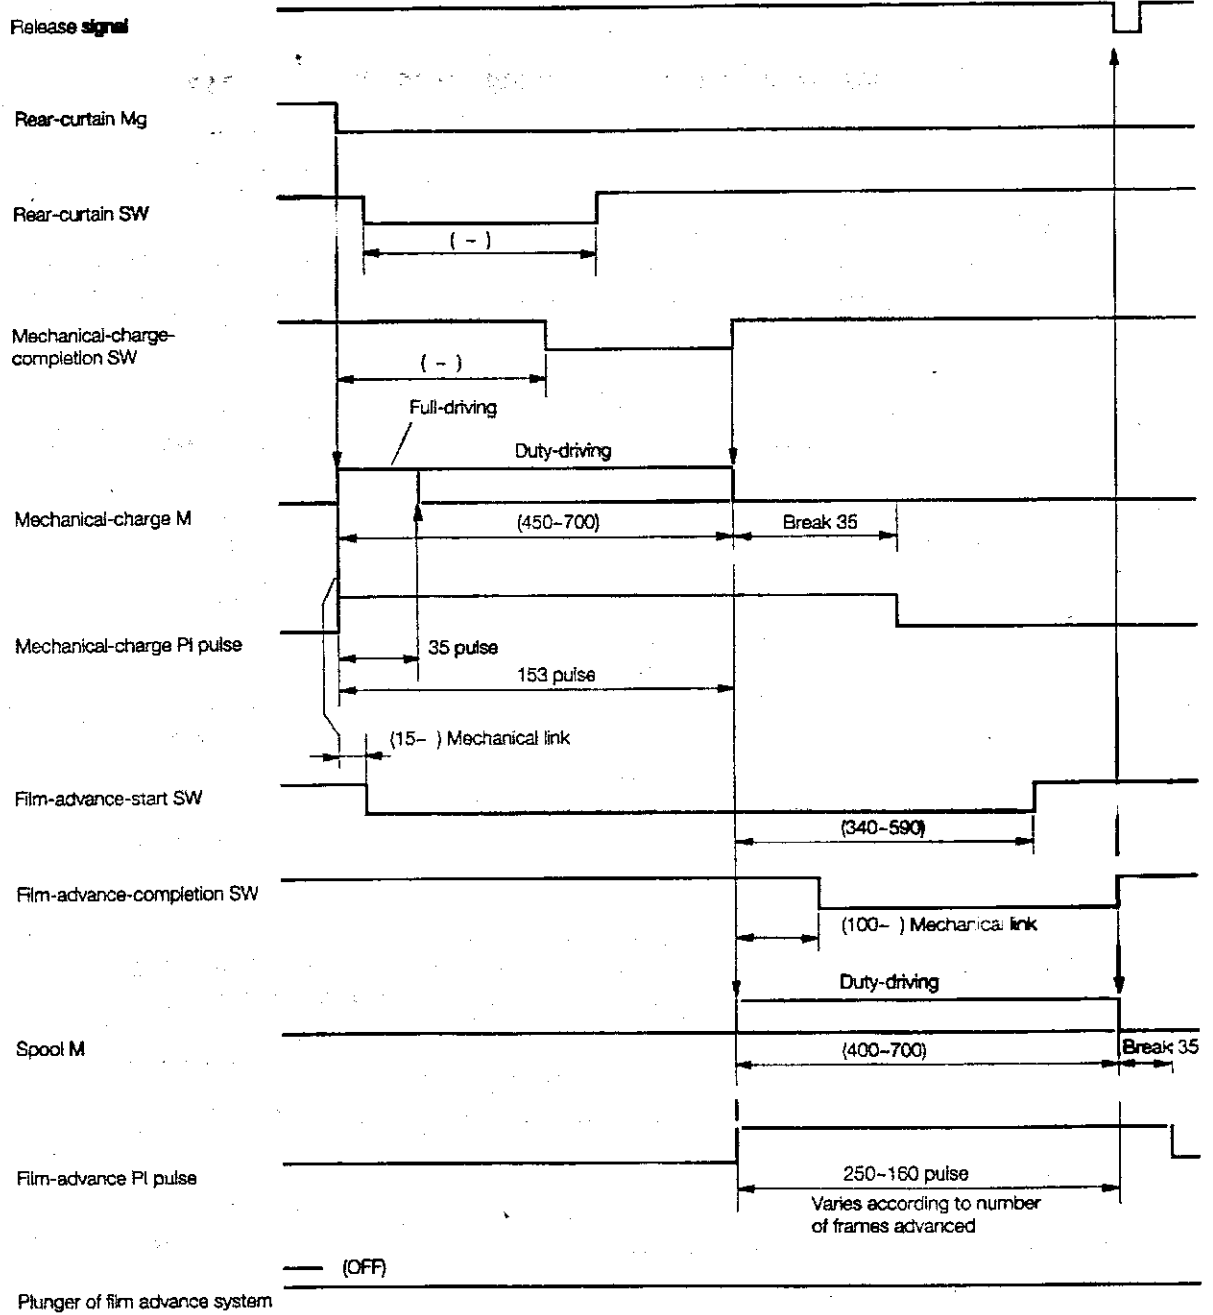 Release signal
Rear-curtain Mg
Rear-curtain SW
( - )
Mechanical-charge-
completion SW
( - )
Full-driving
Duty-driving
Mechanical-charge M
(450~700)
Break 35
Mechanical-charge PI pulse
35 pulse
153 pulse
(15- ) Mechanical link
Film-advance-start SW
(340~590)
Film-advance-completion SW
(100- ) Mechanical link
Duty-driving
Spool M
(400~700)
Break 35
Film-advance PI pulse
250~160 pulse
Varies according to number
of frames advanced
(OFF)
Plunger of film advance system